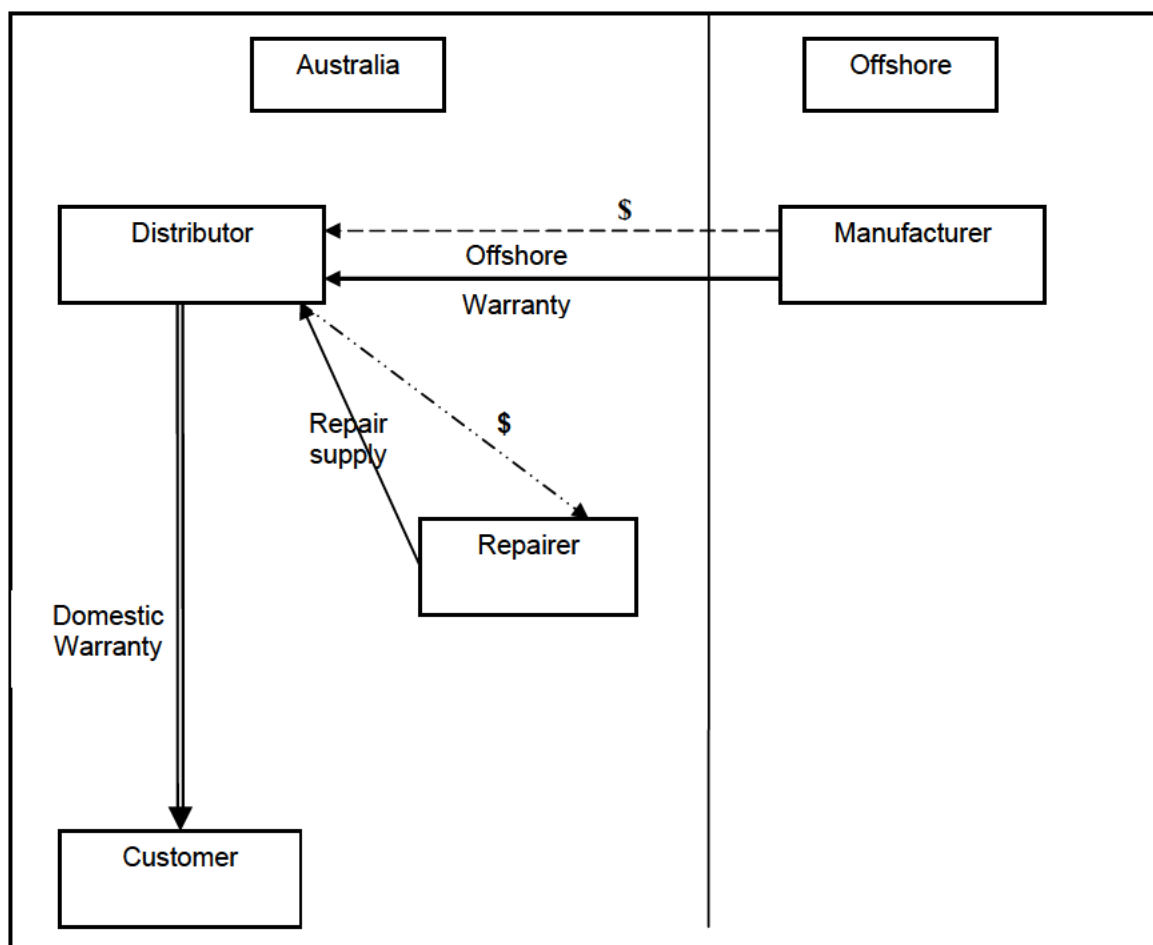 Australia
Offshore
$
Distributor
Manufacturer
Offshore
Warranty
Repair
supply
$
Repairer
Domestic
Warranty
Customer